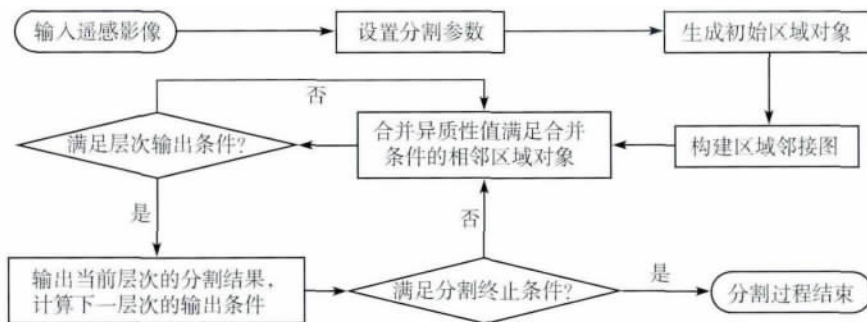 输入遥感影像
设置分割参数
生成初始区域对象
否
满足层次输出条件?
合并异质性值满足合并
条件的相邻区域对象
构建区域邻接图
是
否
输出当前层次的分割结果,
计算下一层次的输出条件
满足分割终止条件?
是
分割过程结束